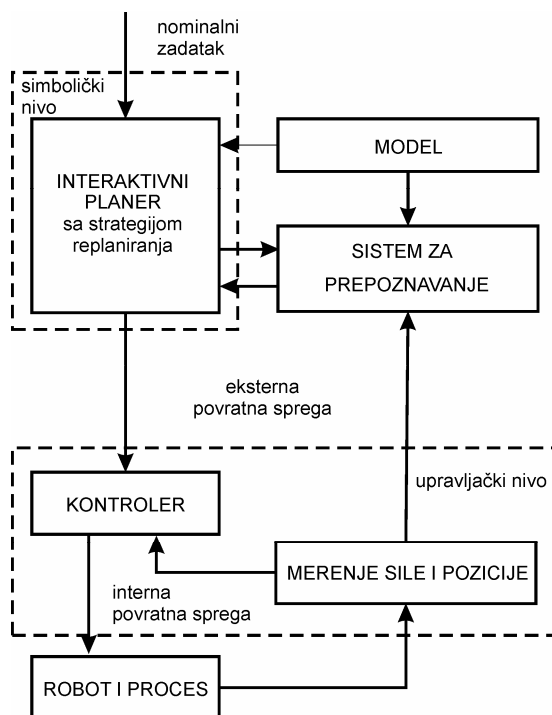 nominalni
zadatak
simbolički
nivo
INTERAKTIVNI
PLANER
sa strategijom
replaniranja
MODEL
SISTEM ZA
PREPOZNAVANJE
eksterna
povratna sprega
upravljački nivo
KONTROLER
MERENJE SILE I POZICIJE
interna
povratna sprega
ROBOT I PROCES